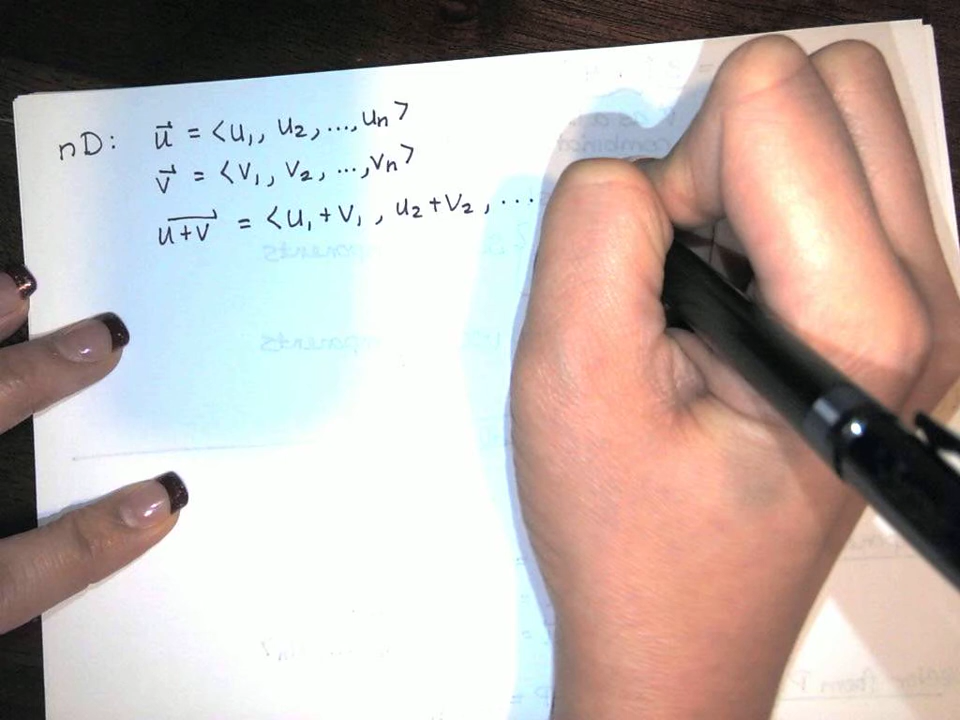 nD: u⃗ = <u₁, u₂, ..., uₙ>
v⃗ = <v₁, v₂, ..., vₙ>
u+v⃗ = <u₁+v₁, u₂+v₂, ...